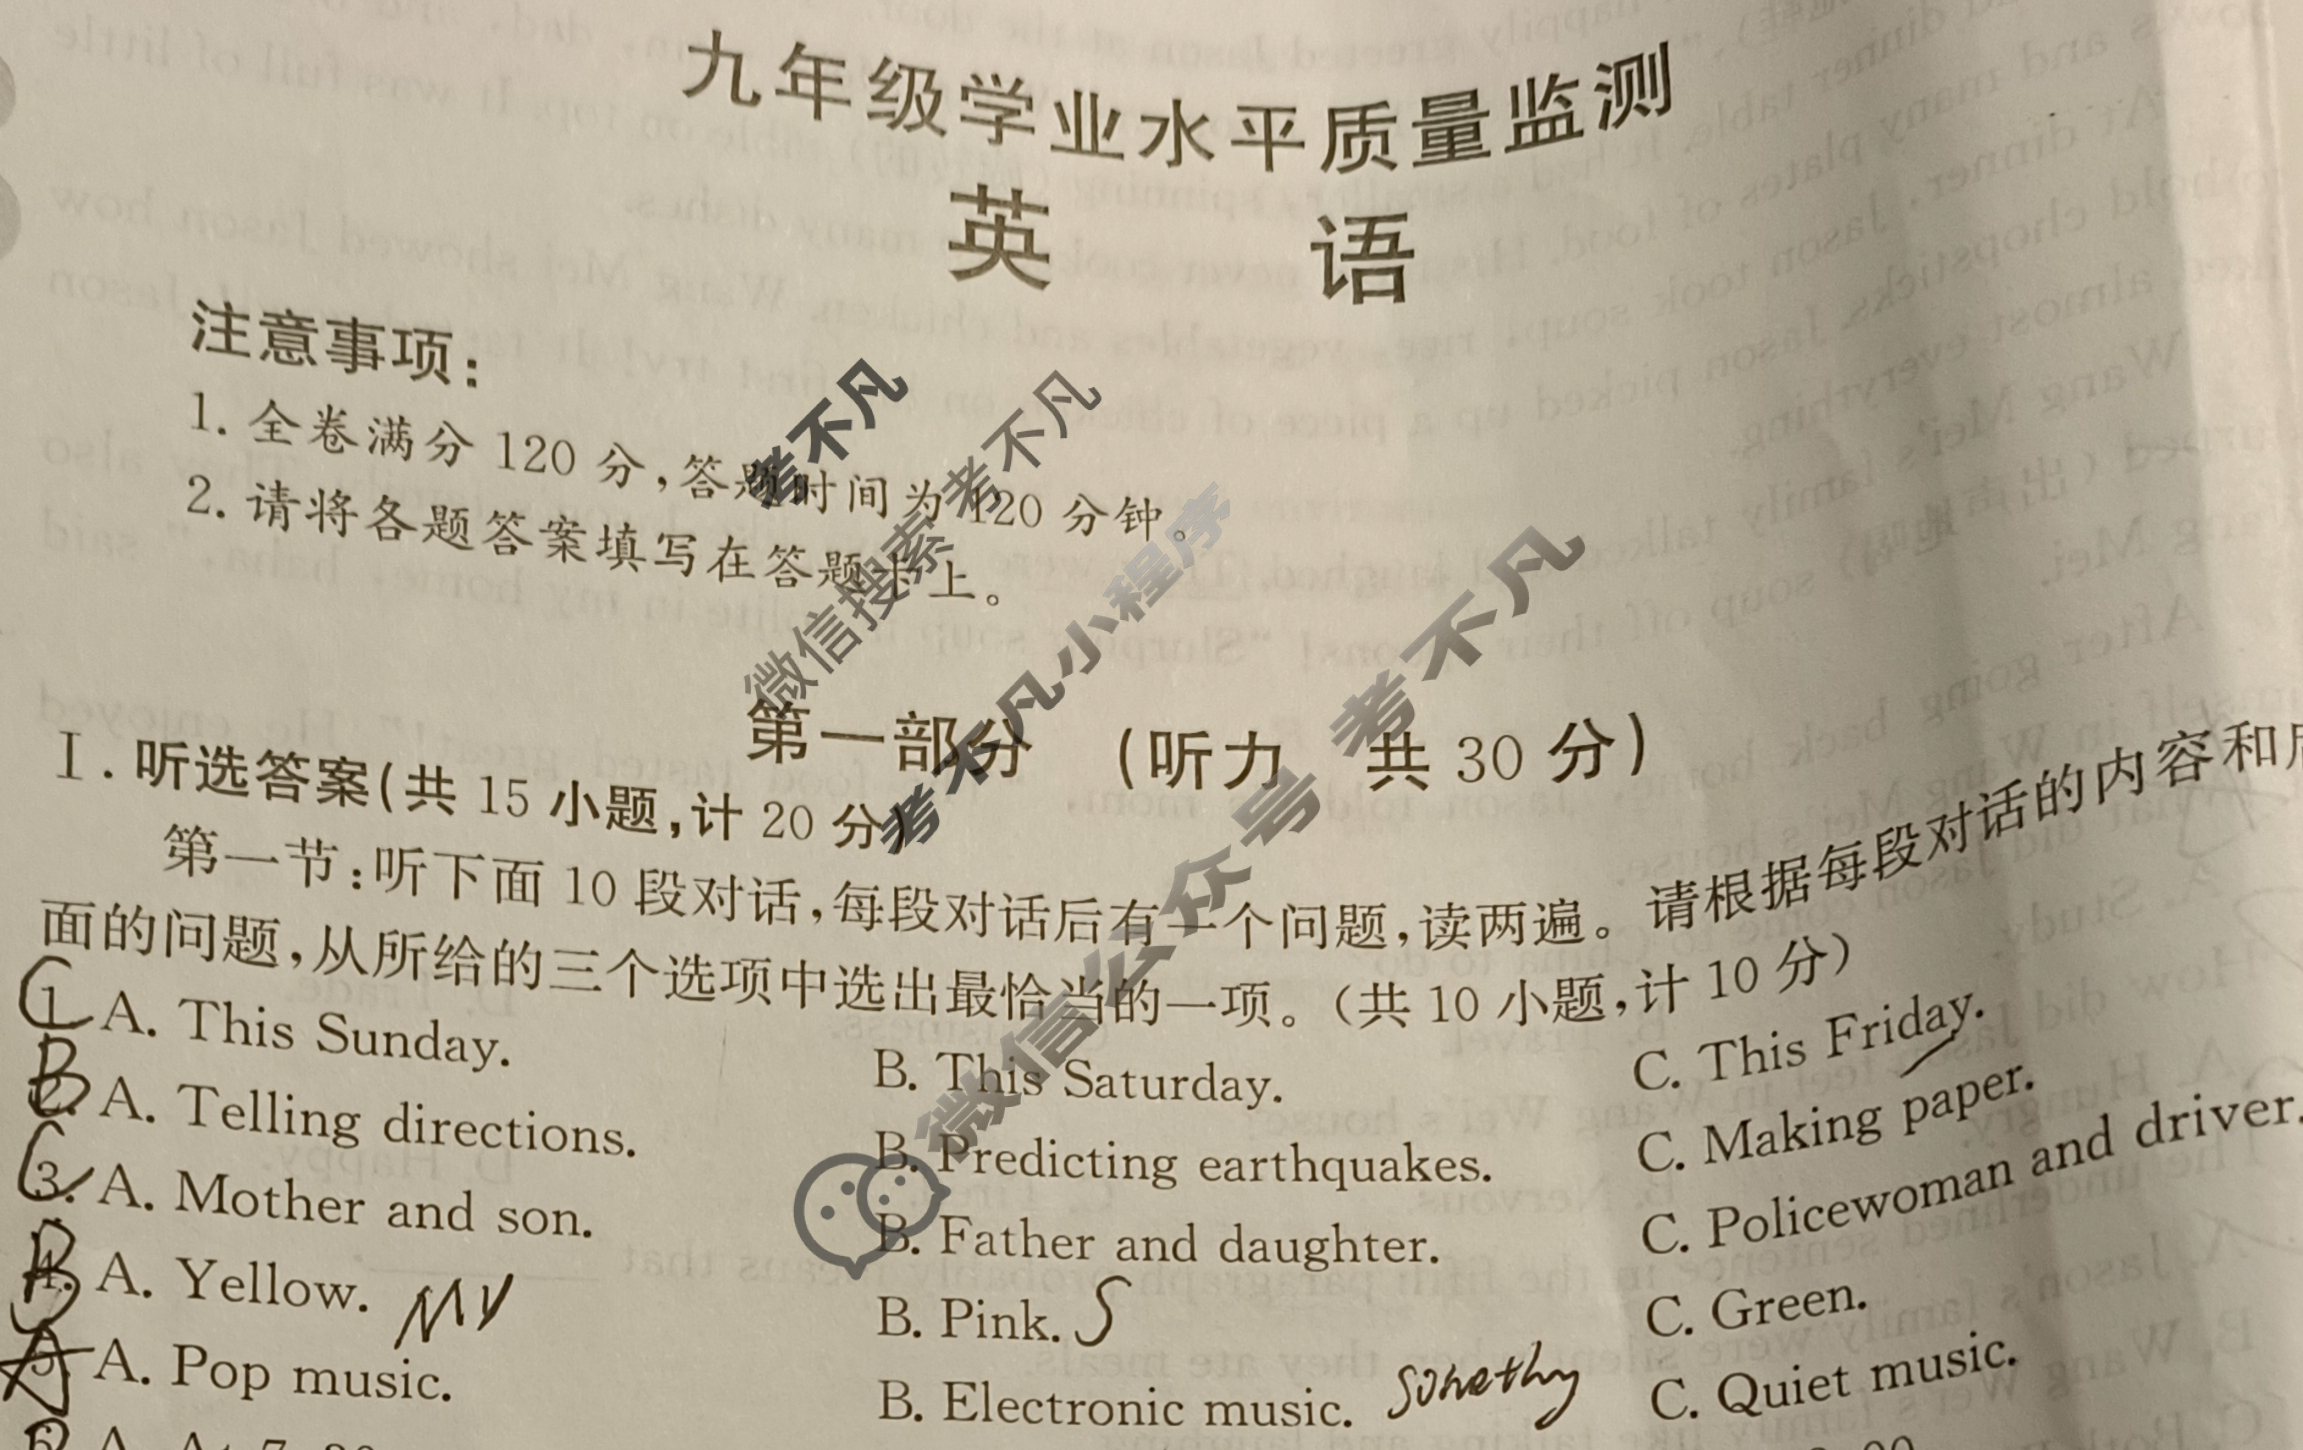 九年级学业水平质量监测
英 语
注意事项：
1. 全卷满分 120 分，答题时间为 120 分钟。
2. 请将各题答案填写在答题卡上。
第一部分 （听力 共 30 分）
Ⅰ. 听选答案（共 15 小题，计 20 分）
第一节：听下面 10 段对话，每段对话后有一个问题，读两遍。请根据每段对话的内容和后
面的问题，从所给的三个选项中选出最恰当的一项。（共 10 小题，计 10 分）
C 1. A. This Sunday. B. This Saturday. C. This Friday.
B 2. A. Telling directions. B. Predicting earthquakes. C. Making paper.
C 3. A. Mother and son. B. Father and daughter. C. Policewoman and driver.
B 4. A. Yellow. B. Pink. S C. Green.
A 5. A. Pop music. B. Electronic music. C. Quiet music.
考不凡
微信搜索 考不凡
考不凡小程序
微信公众号 考不凡